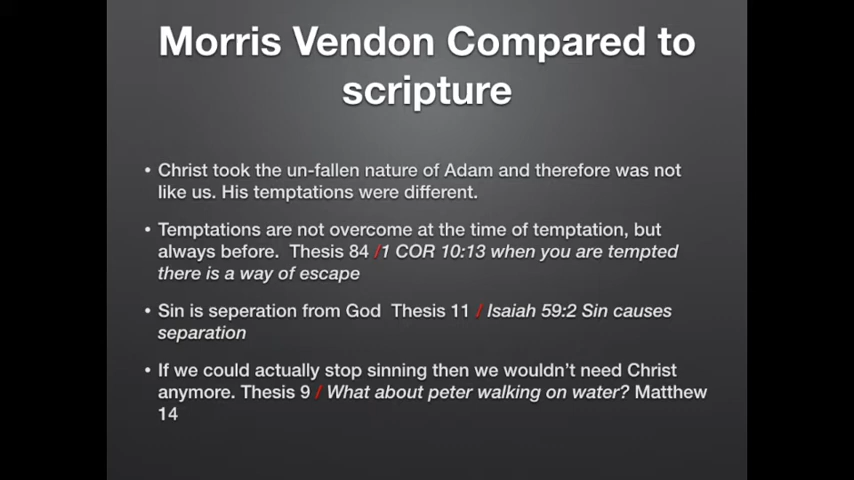 Morris Vendon Compared to
scripture
• Christ took the un-fallen nature of Adam and therefore was not
like us. His temptations were different.
• Temptations are not overcome at the time of temptation, but
always before. Thesis 84 /1 COR 10:13 when you are tempted
there is a way of escape
• Sin is seperation from God Thesis 11 / Isaiah 59:2 Sin causes
separation
• If we could actually stop sinning then we wouldn't need Christ
anymore. Thesis 9 / What about peter walking on water? Matthew
14